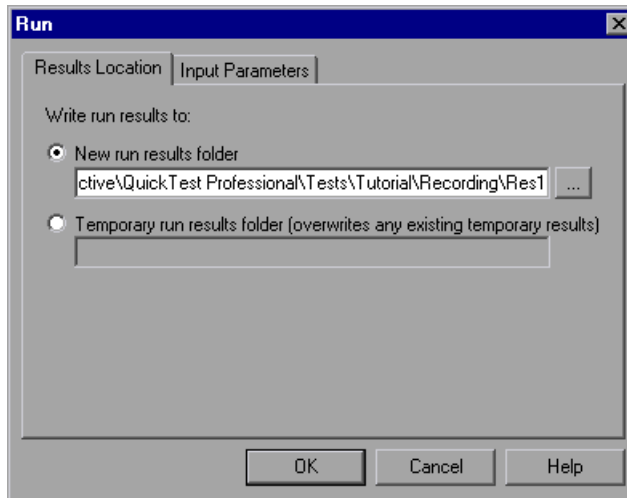 Run
Results Location Input Parameters
Write run results to:
New run results folder
ctive\QuickTest Professional\Tests\Tutorial\Recording\Res1 ...
Temporary run results folder (overwrites any existing temporary results)
OK Cancel Help